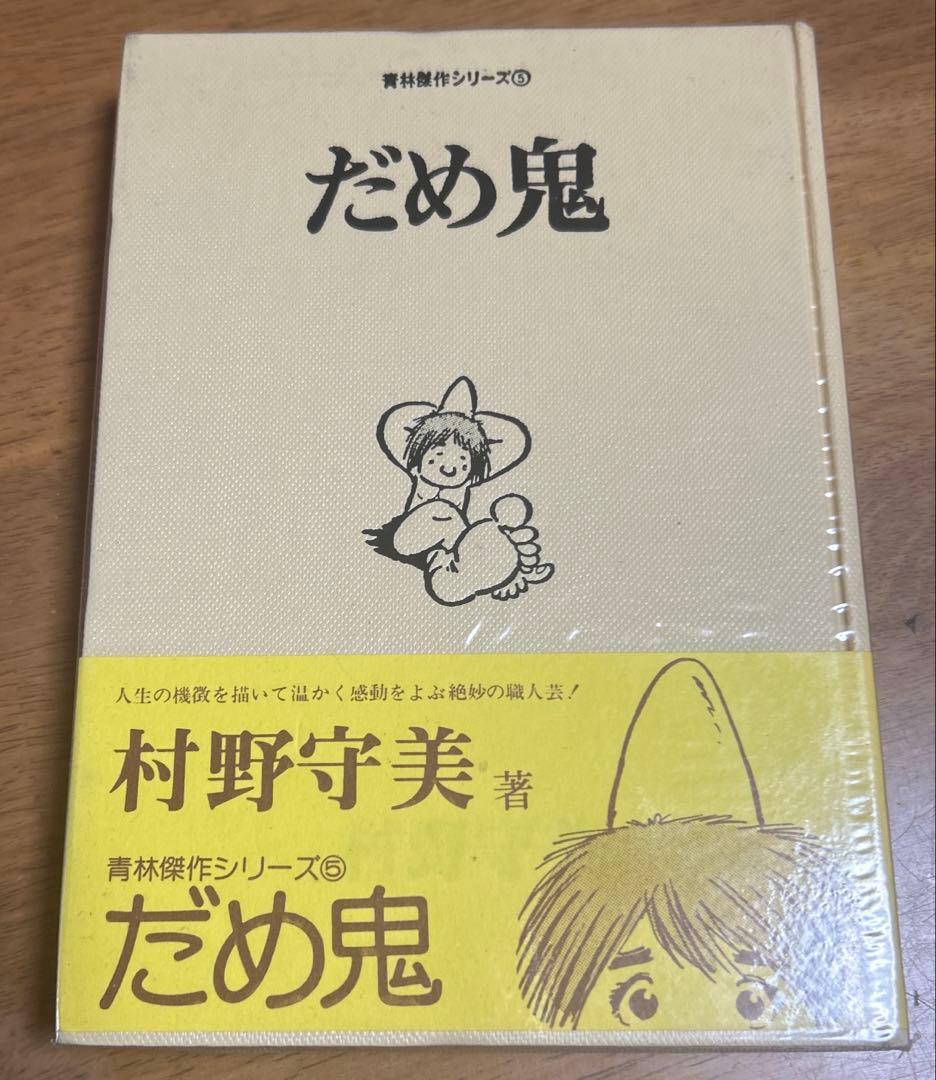 青林傑作シリーズ⑤
だめ鬼
人生の機微を描いて温かく感動をよぶ絶妙の職人芸!
村野守美 著
青林傑作シリーズ⑤
だめ鬼